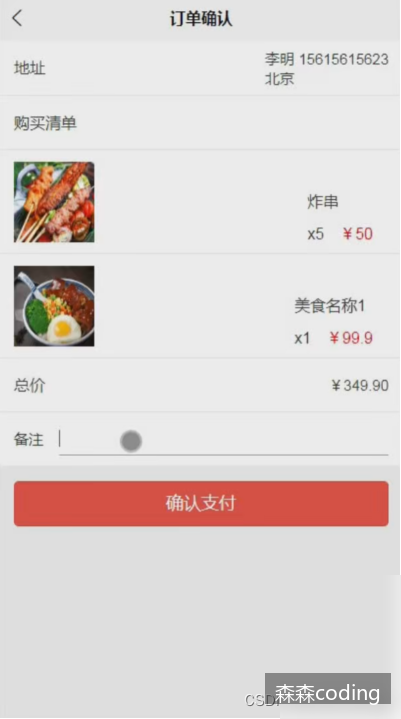 订单确认
地址
李明 15615615623
北京
购买清单
炸串
x5 ￥50
美食名称1
x1 ￥99.9
总价 ￥349.90
备注
确认支付
森森coding